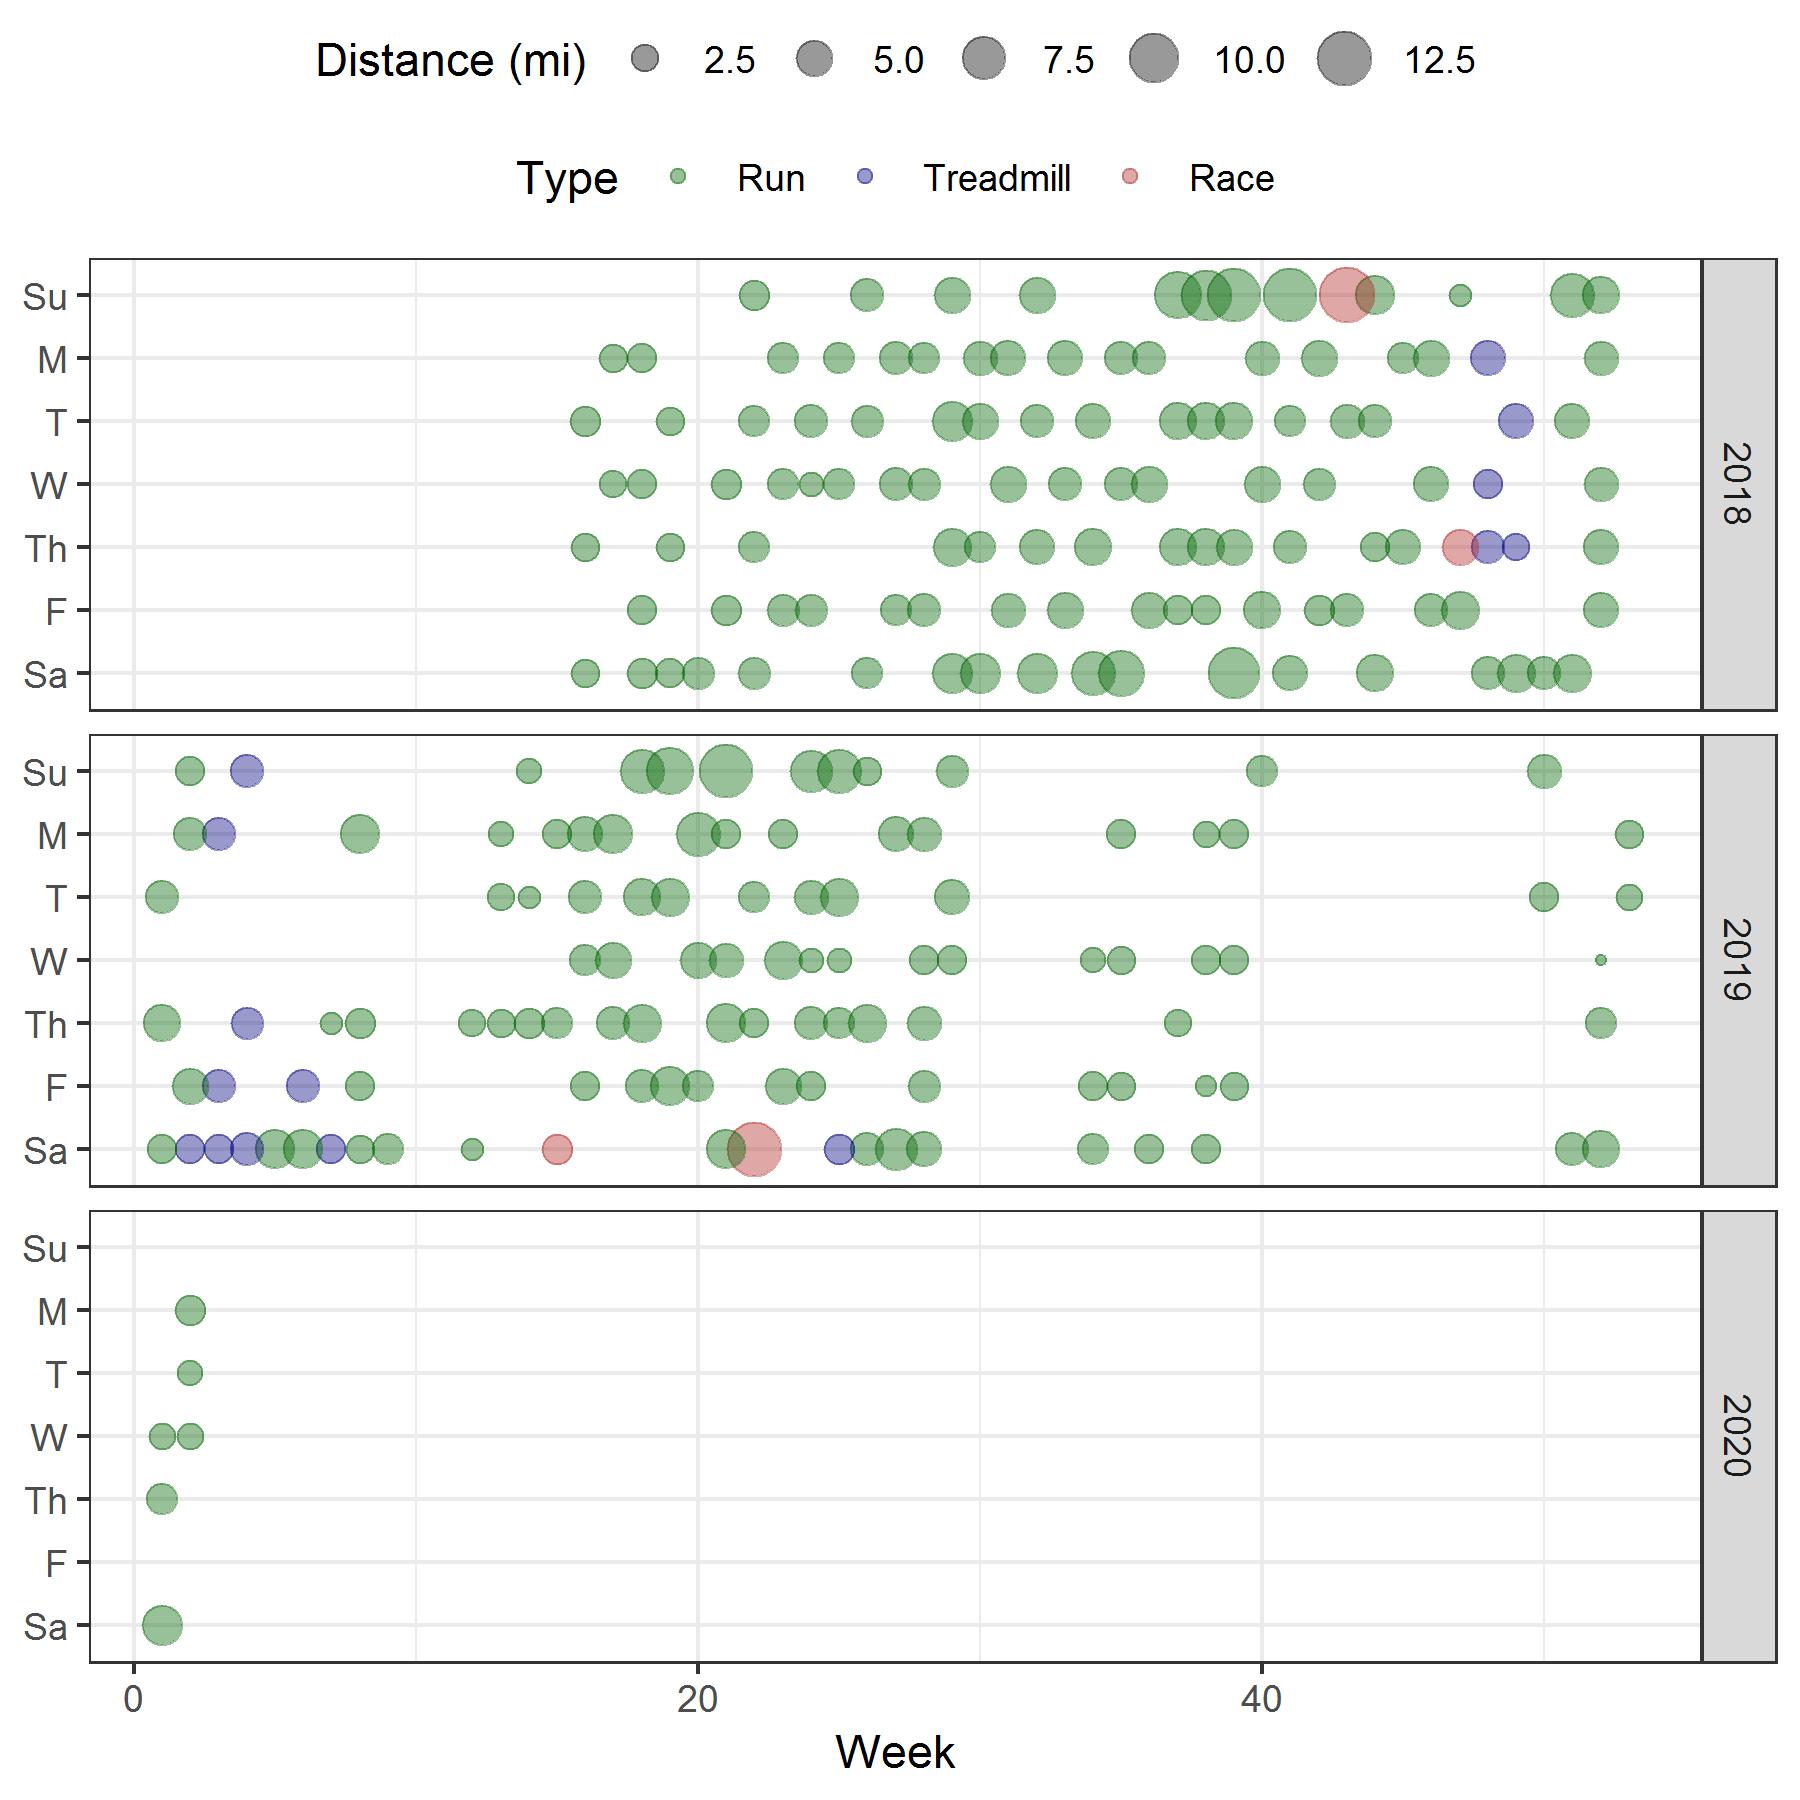 Distance (mi) 2.5 5.0 7.5 10.0 12.5
Type Run Treadmill Race
Su
M
T
W
Th
F
Sa
2018
Su
M
T
W
Th
F
Sa
2019
Su
M
T
W
Th
F
Sa
2020
0 20 40
Week